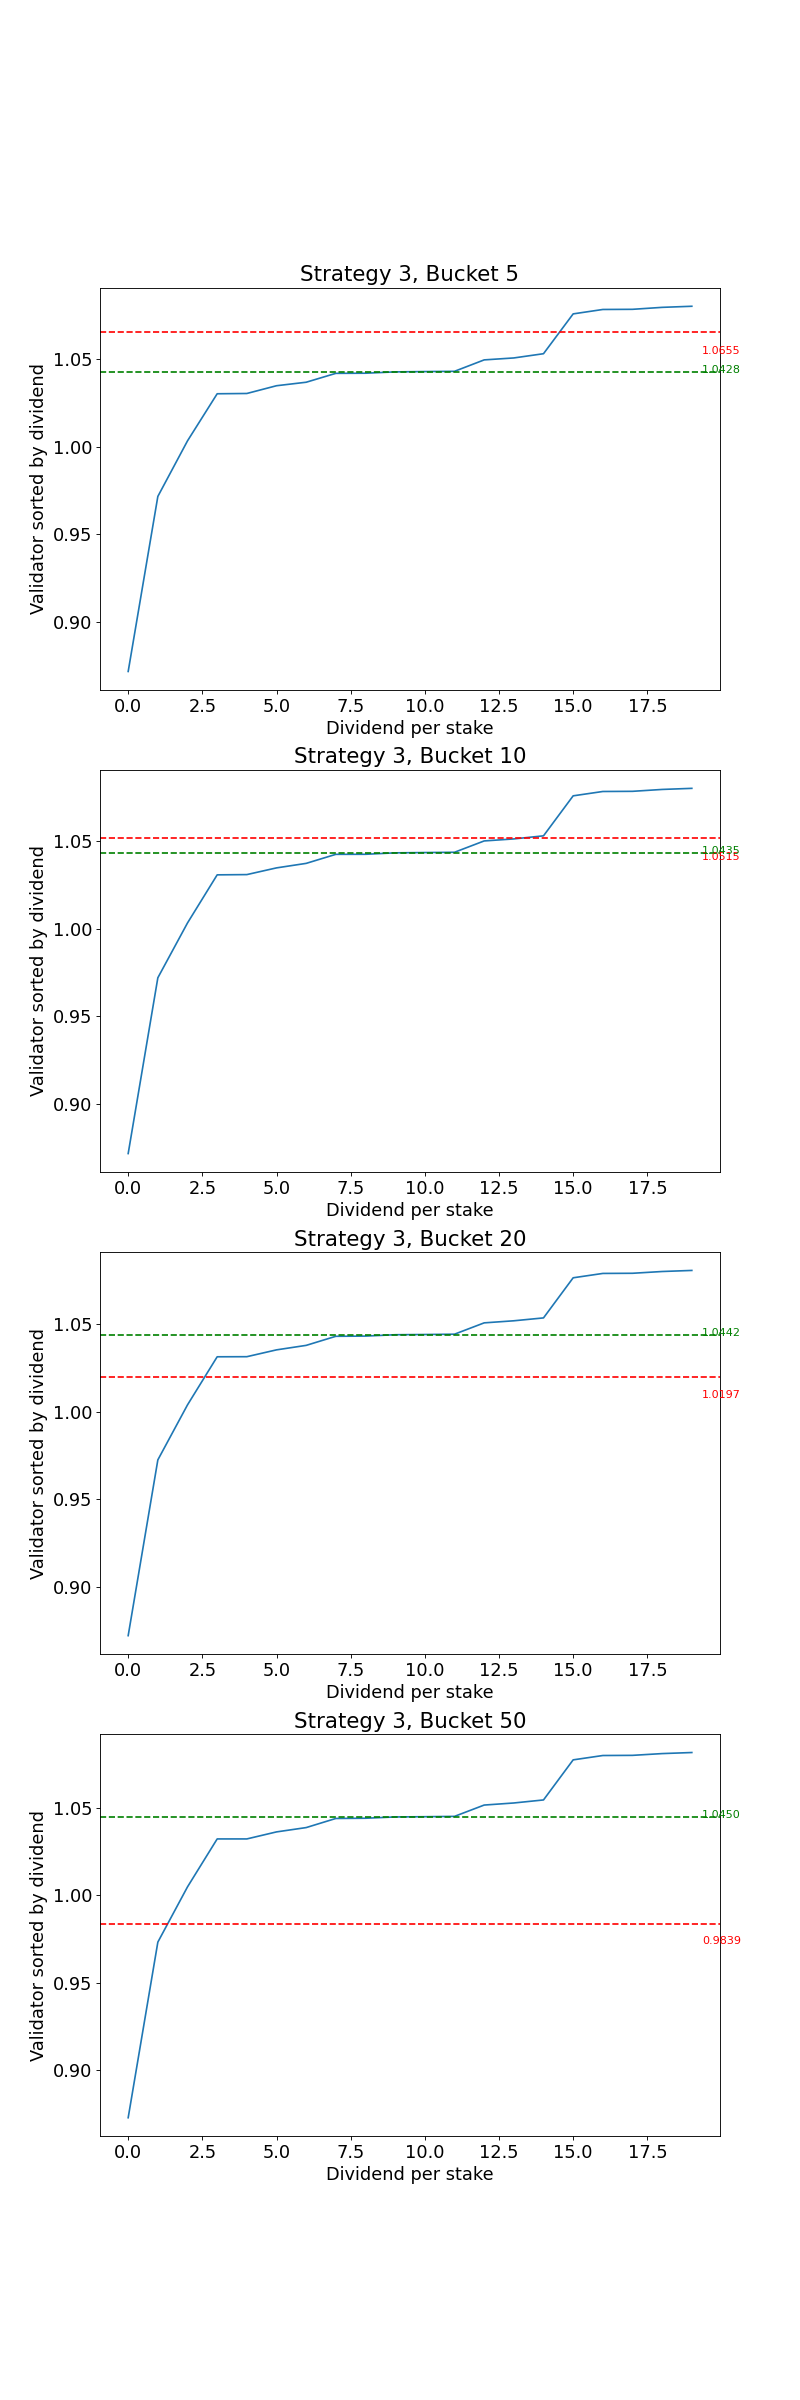 Strategy 3, Bucket 5
Validator sorted by dividend
1.05
1.00
0.95
0.90
1.0655
1.0428
0.0 2.5 5.0 7.5 10.0 12.5 15.0 17.5
Dividend per stake
Strategy 3, Bucket 10
Validator sorted by dividend
1.05
1.00
0.95
0.90
1.0435
1.0515
0.0 2.5 5.0 7.5 10.0 12.5 15.0 17.5
Dividend per stake
Strategy 3, Bucket 20
Validator sorted by dividend
1.05
1.00
0.95
0.90
1.0442
1.0197
0.0 2.5 5.0 7.5 10.0 12.5 15.0 17.5
Dividend per stake
Strategy 3, Bucket 50
Validator sorted by dividend
1.05
1.00
0.95
0.90
1.0450
0.9839
0.0 2.5 5.0 7.5 10.0 12.5 15.0 17.5
Dividend per stake